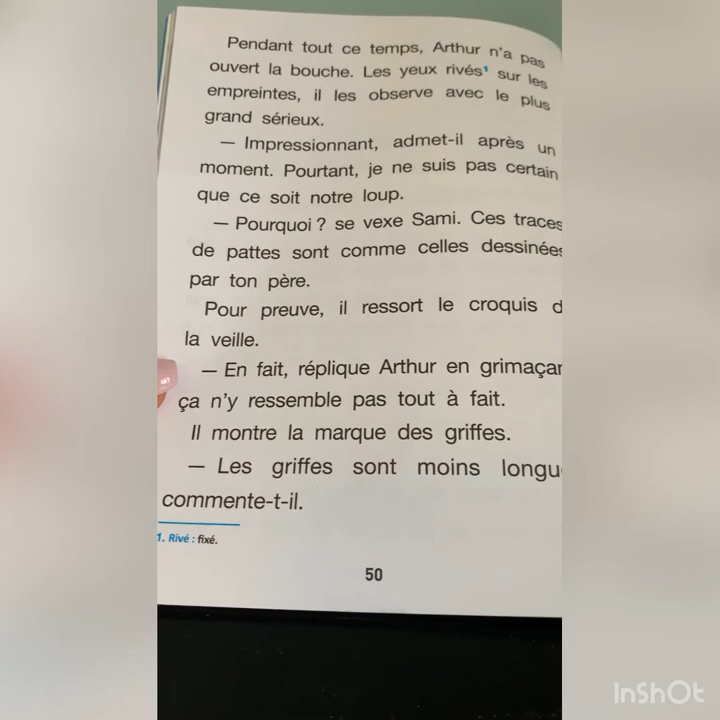 Pendant tout ce temps, Arthur n'a pas
ouvert la bouche. Les yeux rivés¹ sur les
empreintes, il les observe avec le plus
grand sérieux.
— Impressionnant, admet-il après un
moment. Pourtant, je ne suis pas certain
que ce soit notre loup.
— Pourquoi ? se vexe Sami. Ces traces
de pattes sont comme celles dessinées
par ton père.
Pour preuve, il ressort le croquis d
la veille.
— En fait, réplique Arthur en grimaçan
ça n'y ressemble pas tout à fait.
Il montre la marque des griffes.
— Les griffes sont moins longu
commente-t-il.
1. Rivé : fixé.
50
InShOt